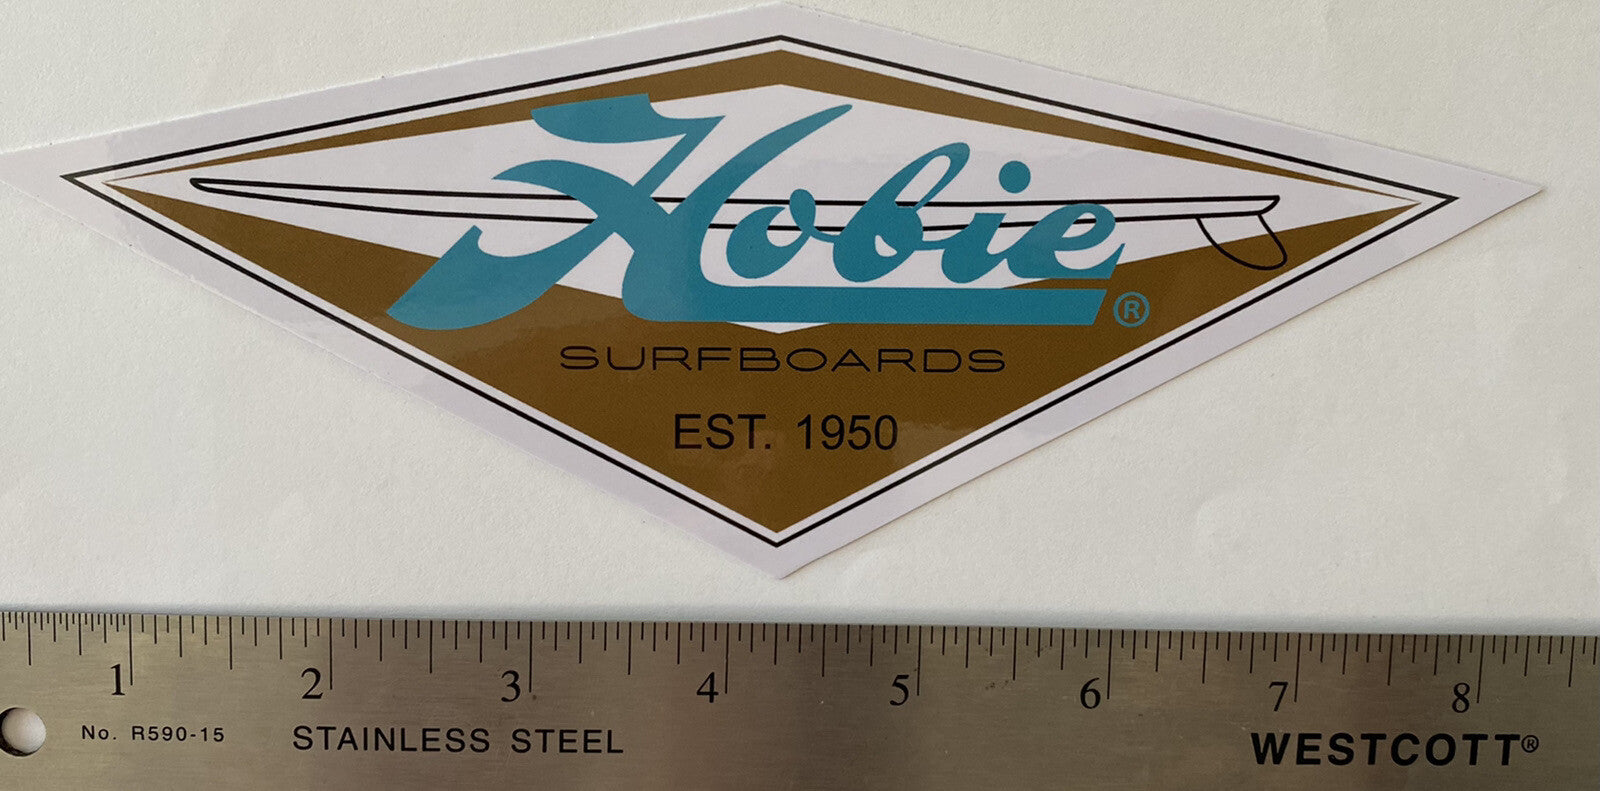 Hobie®
SURFBOARDS
EST. 1950
1 2 3 4 5 6 7 8
No. R590-15 STAINLESS STEEL WESTCOTT®